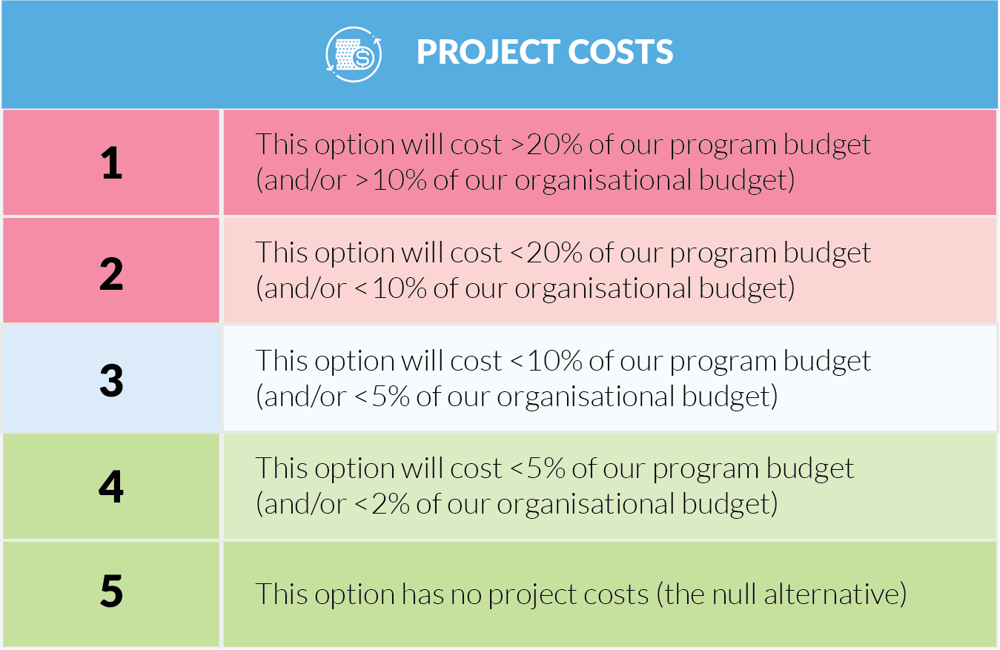 PROJECT COSTS
1
This option will cost >20% of our program budget
(and/or >10% of our organisational budget)
2
This option will cost <20% of our program budget
(and/or <10% of our organisational budget)
3
This option will cost <10% of our program budget
(and/or <5% of our organisational budget)
4
This option will cost <5% of our program budget
(and/or <2% of our organisational budget)
5
This option has no project costs (the null alternative)